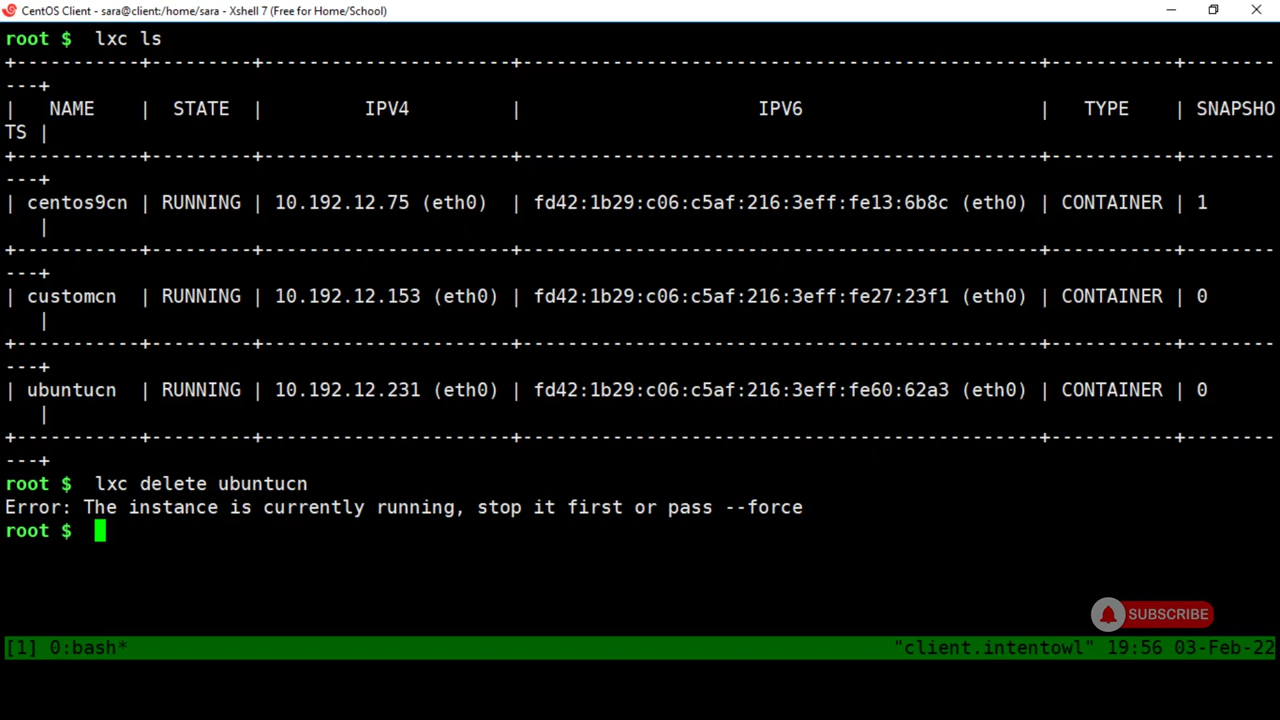 CentOS Client - sara@client:/home/sara - Xshell 7 (Free for Home/School)
root $  lxc ls
+-----------+---------+----------------------+----------------------------------------------+-----------+--------
---+
|   NAME    |  STATE  |         IPV4         |                     IPV6                     |   TYPE    | SNAPSHO
TS |
+-----------+---------+----------------------+----------------------------------------------+-----------+--------
---+
| centos9cn | RUNNING | 10.192.12.75 (eth0)  | fd42:1b29:c06:c5af:216:3eff:fe13:6b8c (eth0) | CONTAINER | 1
   |
+-----------+---------+----------------------+----------------------------------------------+-----------+--------
---+
| customcn  | RUNNING | 10.192.12.153 (eth0) | fd42:1b29:c06:c5af:216:3eff:fe27:23f1 (eth0) | CONTAINER | 0
   |
+-----------+---------+----------------------+----------------------------------------------+-----------+--------
---+
| ubuntucn  | RUNNING | 10.192.12.231 (eth0) | fd42:1b29:c06:c5af:216:3eff:fe60:62a3 (eth0) | CONTAINER | 0
   |
+-----------+---------+----------------------+----------------------------------------------+-----------+--------
---+
root $  lxc delete ubuntucn
Error: The instance is currently running, stop it first or pass --force
root $
SUBSCRIBE
[1] 0:bash* "client.intentowl" 19:56 03-Feb-22